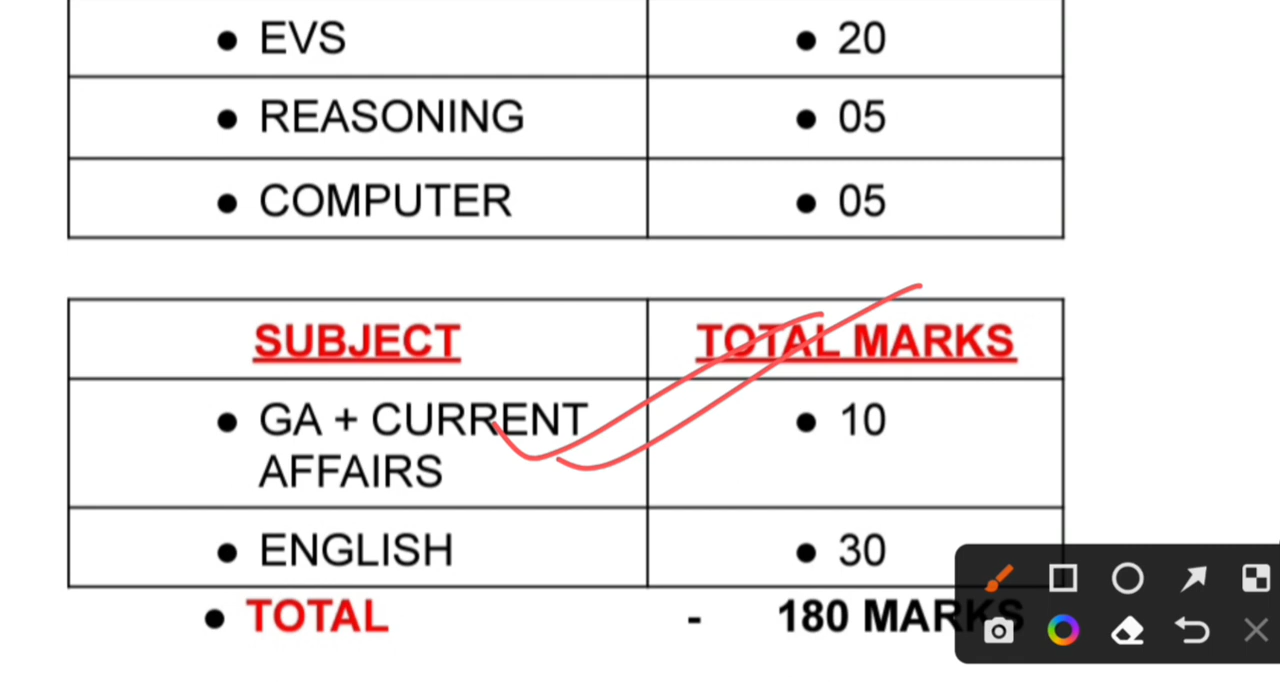 ● EVS ● 20
● REASONING ● 05
● COMPUTER ● 05
SUBJECT TOTAL MARKS
● GA + CURRENT ● 10
AFFAIRS
● ENGLISH ● 30
● TOTAL - 180 MARKS